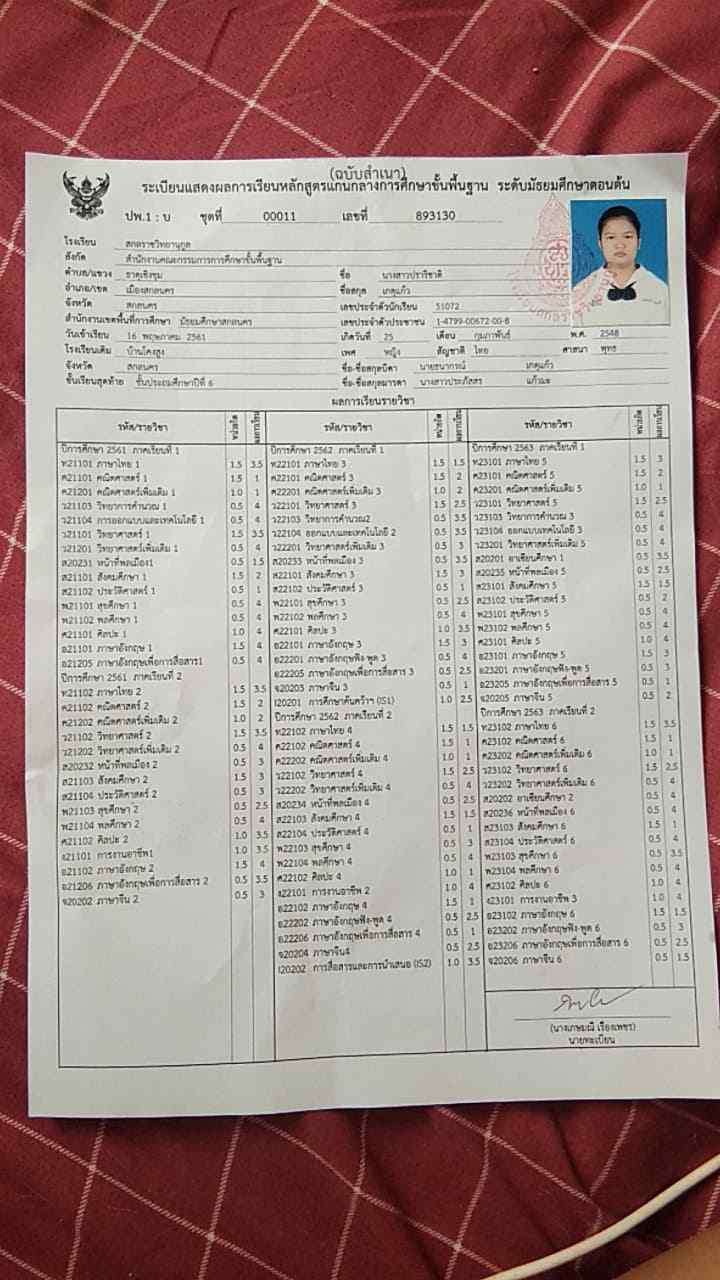 (ฉบับสำเนา)
ระเบียนแสดงผลการเรียนหลักสูตรแกนกลางการศึกษาขั้นพื้นฐาน ระดับมัธยมศึกษาตอนต้น
ปพ.1 : บ ชุดที่ 00011 เลขที่ 893130
โรงเรียน สกลราชวิทยานุกูล
สังกัด สำนักงานคณะกรรมการการศึกษาขั้นพื้นฐาน
ตำบล/แขวง ธาตุเชิงชุม
อำเภอ/เขต เมืองสกลนคร
จังหวัด สกลนคร
สำนักงานเขตพื้นที่การศึกษา มัธยมศึกษาสกลนคร
วันเข้าเรียน 16 พฤษภาคม 2561
โรงเรียนเดิม บ้านโคงสูง
จังหวัด สกลนคร
ชั้นเรียนสุดท้าย ชั้นประถมศึกษาปีที่ 6
ชื่อ นางสาวปราริชาติ
ชื่อสกุล เกตุแก้ว
เลขประจำตัวนักเรียน 51072
เลขประจำตัวประชาชน 1-4799-00672-00-8
เกิดวันที่ 25 เดือน กุมภาพันธ์ พ.ศ. 2548
เพศ หญิง สัญชาติ ไทย ศาสนา พุทธ
ชื่อ-ชื่อสกุลบิดา นายธนากรณ์ เกตุแก้ว
ชื่อ-ชื่อสกุลมารดา นางสาวประภัสสร แก้วมะ
ผลการเรียนรายวิชา
รหัส/รายวิชา หน่วยกิต ผลการเรียน
ปีการศึกษา 2561 ภาคเรียนที่ 1
ท21101 ภาษาไทย 1 1.5 3.5
ค21101 คณิตศาสตร์ 1 1.5 1
ค21201 คณิตศาสตร์เพิ่มเติม 1 1.0 1
ว21103 วิทยาการคำนวณ 1 0.5 4
ว21104 การออกแบบและเทคโนโลยี 1 0.5 4
ว21101 วิทยาศาสตร์ 1 1.5 3.5
ว21201 วิทยาศาสตร์เพิ่มเติม 1 0.5 4
ส20231 หน้าที่พลเมือง1 0.5 1.5
ส21101 สังคมศึกษา 1 1.5 2
ส21102 ประวัติศาสตร์ 1 0.5 1
พ21101 สุขศึกษา 1 0.5 4
พ21102 พลศึกษา 1 0.5 4
ศ21101 ศิลปะ 1 1.0 4
อ21101 ภาษาอังกฤษ 1 1.5 4
อ21205 ภาษาอังกฤษเพื่อการสื่อสาร1 0.5 4
ปีการศึกษา 2561 ภาคเรียนที่ 2
ท21102 ภาษาไทย 2 1.5 3.5
ค21102 คณิตศาสตร์ 2 1.5 2
ค21202 คณิตศาสตร์เพิ่มเติม 2 1.0 2
ว21102 วิทยาศาสตร์ 2 1.5 3.5
ว21202 วิทยาศาสตร์เพิ่มเติม 2 0.5 4
ส20232 หน้าที่พลเมือง 2 0.5 3
ส21103 สังคมศึกษา 2 1.5 3
ส21104 ประวัติศาสตร์ 2 0.5 3
พ21103 สุขศึกษา 2 0.5 2.5
พ21104 พลศึกษา 2 0.5 4
ศ21102 ศิลปะ 2 1.0 3.5
ง21101 การงานอาชีพ1 1.0 3.5
อ21102 ภาษาอังกฤษ 2 1.5 4
อ21206 ภาษาอังกฤษเพื่อการสื่อสาร 2 0.5 3.5
จ20202 ภาษาจีน 2 0.5 3
รหัส/รายวิชา หน่วยกิต ผลการเรียน
ปีการศึกษา 2562 ภาคเรียนที่ 1
ท22101 ภาษาไทย 3 1.5 1.5
ค22101 คณิตศาสตร์ 3 1.5 2
ค22201 คณิตศาสตร์เพิ่มเติม 3 1.0 2
ว22101 วิทยาศาสตร์ 3 1.5 2.5
ว22103 วิทยาการคำนวณ2 0.5 3.5
ว22104 ออกแบบและเทคโนโลยี 2 0.5 3.5
ว22201 วิทยาศาสตร์เพิ่มเติม 3 0.5 3
ส20233 หน้าที่พลเมือง 3 0.5 3.5
ส22101 สังคมศึกษา 3 1.5 3
ส22102 ประวัติศาสตร์ 3 0.5 1
พ22101 สุขศึกษา 3 0.5 2.5
พ22102 พลศึกษา 3 0.5 4
ศ22101 ศิลปะ 3 1.0 3.5
อ22101 ภาษาอังกฤษ 3 1.5 3
อ22201 ภาษาอังกฤษฟัง-พูด 3 0.5 4
อ22205 ภาษาอังกฤษเพื่อการสื่อสาร 3 0.5 2.5
จ20203 ภาษาจีน 3 0.5 1
I20201 การศึกษาค้นคว้าฯ (IS1) 1.0 2.5
ปีการศึกษา 2562 ภาคเรียนที่ 2
ท22102 ภาษาไทย 4 1.5 1.5
ค22102 คณิตศาสตร์ 4 1.5 1
ค22202 คณิตศาสตร์เพิ่มเติม 4 1.0 1
ว22102 วิทยาศาสตร์ 4 1.5 2.5
ว22202 วิทยาศาสตร์เพิ่มเติม 4 0.5 3
ส20234 หน้าที่พลเมือง 4 0.5 2.5
ส22103 สังคมศึกษา 4 1.5 1.5
ส22104 ประวัติศาสตร์ 4 0.5 1
พ22103 สุขศึกษา 4 0.5 3
พ22104 พลศึกษา 4 0.5 4
ศ22102 ศิลปะ 4 1.0 1
ง22101 การงานอาชีพ 2 1.0 4
อ22102 ภาษาอังกฤษ 4 1.5 1
อ22202 ภาษาอังกฤษฟัง-พูด 4 0.5 2.5
อ22206 ภาษาอังกฤษเพื่อการสื่อสาร 4 0.5 1
จ20204 ภาษาจีน4 0.5 2.5
I20202 การสื่อสารและการนำเสนอ (IS2) 1.0 3.5
รหัส/รายวิชา หน่วยกิต ผลการเรียน
ปีการศึกษา 2563 ภาคเรียนที่ 1
ท23101 ภาษาไทย 5 1.5 3
ค23101 คณิตศาสตร์ 5 1.5 2
ค23201 คณิตศาสตร์เพิ่มเติม 5 1.0 1
ว23101 วิทยาศาสตร์ 5 1.5 2.5
ว23103 วิทยาการคำนวณ 3 0.5 4
ว23104 ออกแบบและเทคโนโลยี 3 0.5 4
ว23201 วิทยาศาสตร์เพิ่มเติม 5 0.5 4
ส20201 อาเซียนศึกษา 1 0.5 3.5
ส20235 หน้าที่พลเมือง 5 0.5 2.5
ส23101 สังคมศึกษา 5 1.5 1.5
ส23102 ประวัติศาสตร์ 5 0.5 2
พ23101 สุขศึกษา 5 0.5 4
พ23102 พลศึกษา 5 0.5 4
ศ23101 ศิลปะ 5 1.0 4
อ23101 ภาษาอังกฤษ 5 1.5 3
อ23201 ภาษาอังกฤษฟัง-พูด 5 0.5 3
อ23205 ภาษาอังกฤษเพื่อการสื่อสาร 5 0.5 1
จ20205 ภาษาจีน 5 0.5 2
ปีการศึกษา 2563 ภาคเรียนที่ 2
ท23102 ภาษาไทย 6 1.5 3.5
ค23102 คณิตศาสตร์ 6 1.5 1
ค23202 คณิตศาสตร์เพิ่มเติม 6 1.0 1
ว23102 วิทยาศาสตร์ 6 1.5 2.5
ว23202 วิทยาศาสตร์เพิ่มเติม 6 0.5 4
ส20202 อาเซียนศึกษา 2 0.5 4
ส20236 หน้าที่พลเมือง 6 0.5 4
ส23103 สังคมศึกษา 6 1.5 1
ส23104 ประวัติศาสตร์ 6 0.5 4
พ23103 สุขศึกษา 6 0.5 3.5
พ23104 พลศึกษา 6 0.5 4
ศ23102 ศิลปะ 6 1.0 4
ง23101 การงานอาชีพ 3 1.0 4
อ23102 ภาษาอังกฤษ 6 1.5 1.5
อ23202 ภาษาอังกฤษฟัง-พูด 6 0.5 3
อ23206 ภาษาอังกฤษเพื่อการสื่อสาร 6 0.5 2.5
จ20206 ภาษาจีน 6 0.5 1.5
(นางเกษมณี เรืองเพชร)
นายทะเบียน